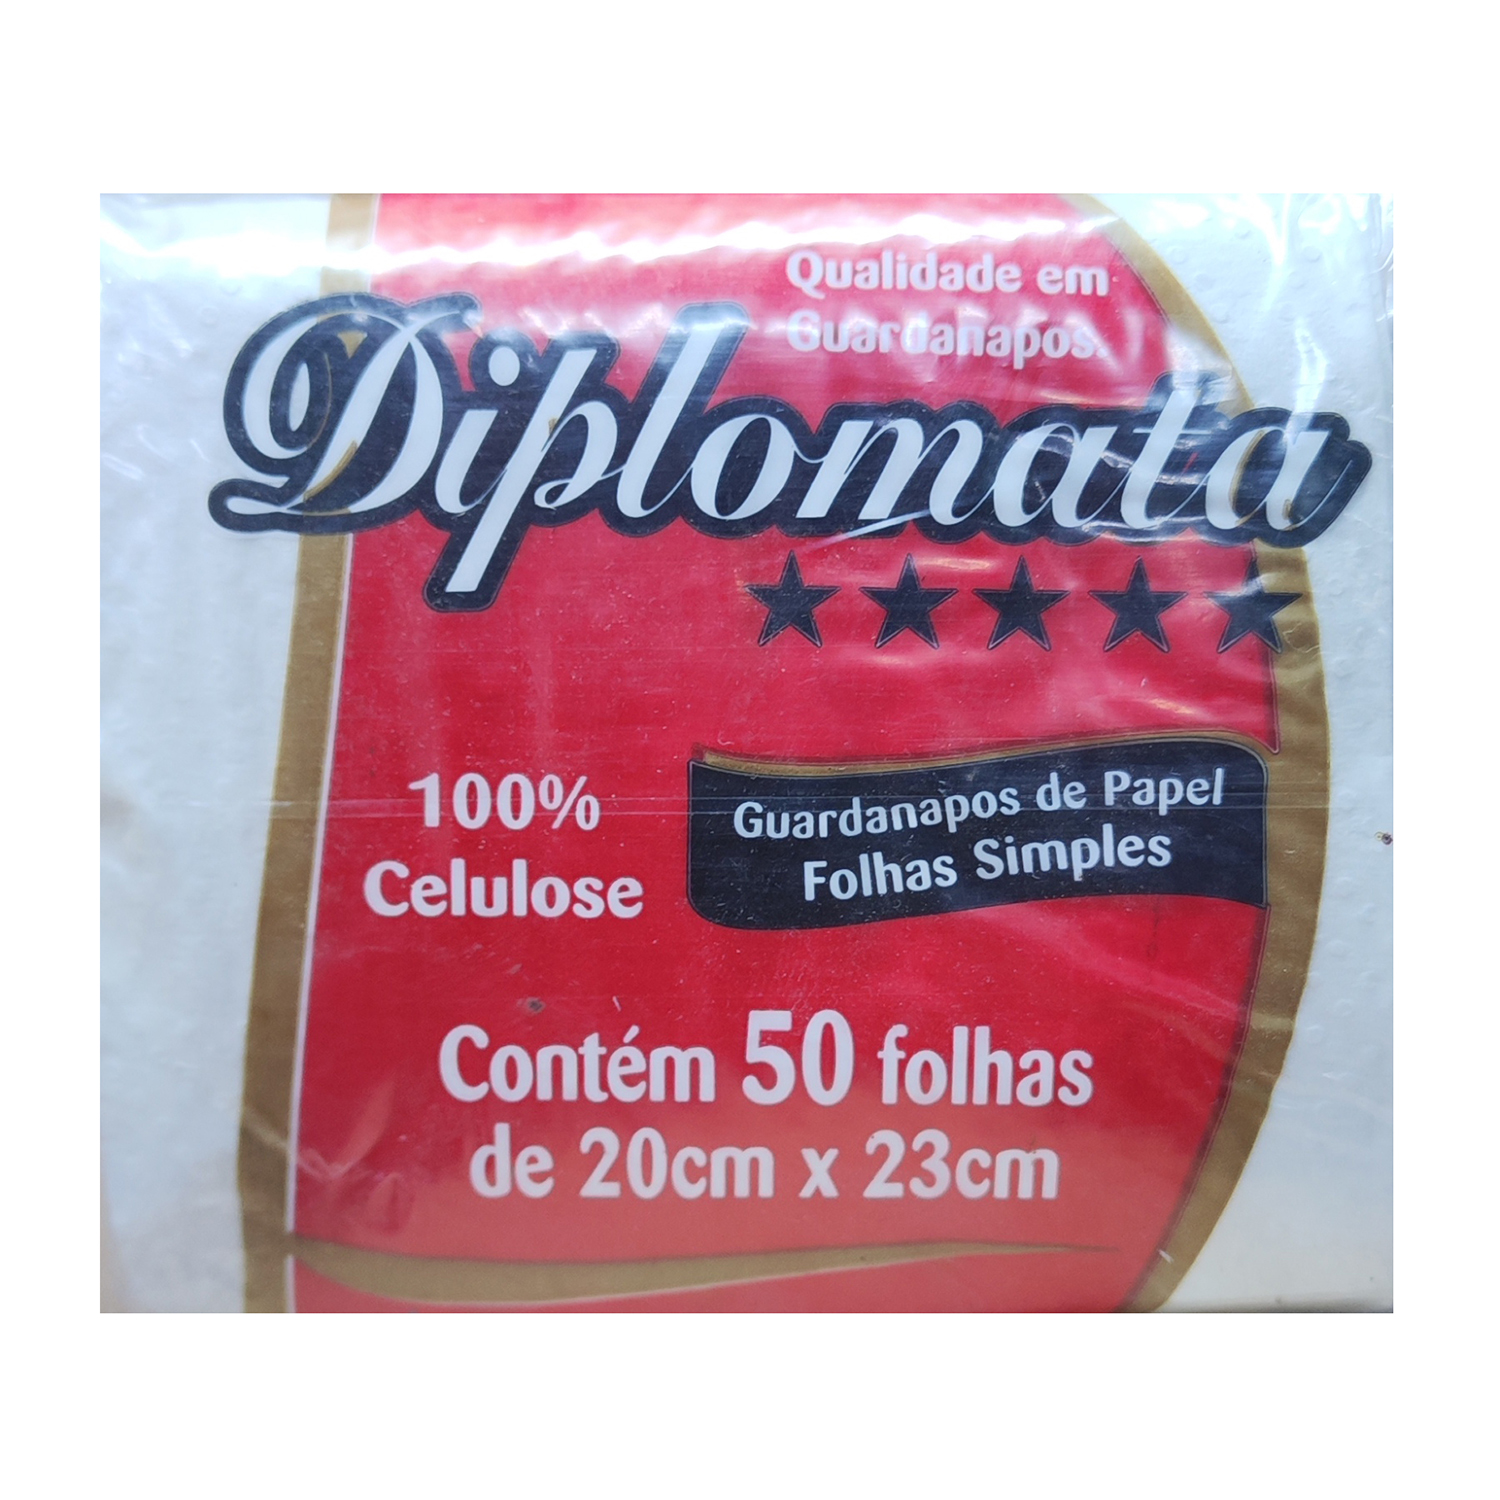 Qualidade em
Guardanapos.
Diplomata
100%
Celulose
Guardanapos de Papel
Folhas Simples
Contém 50 folhas
de 20cm x 23cm